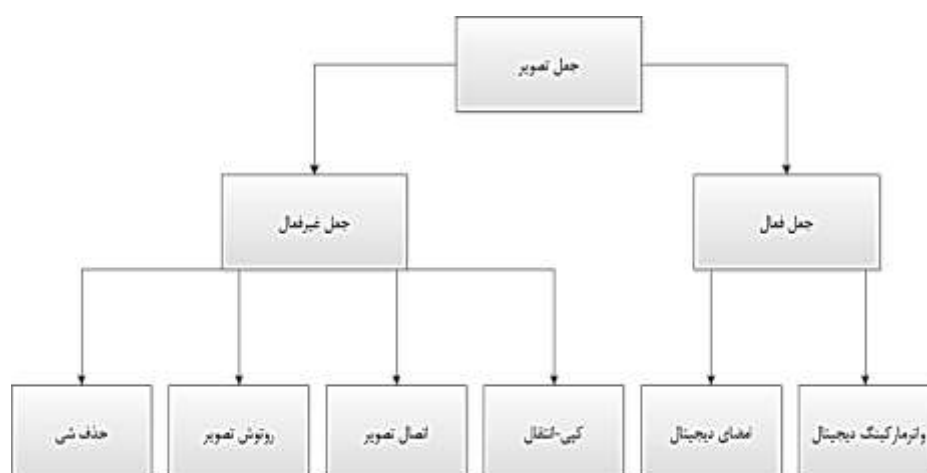 جعل تصویر
جعل فعال
جعل غیرفعال
واترمارکینگ دیجیتال
امضای دیجیتال
کپی-انتقال
اتصال تصویر
روتوش تصویر
حذف شی